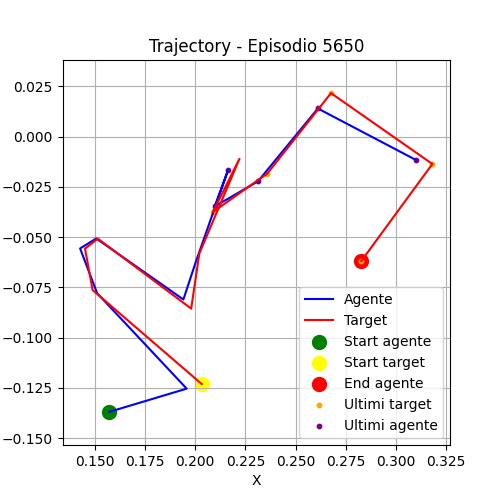 Trajectory - Episodio 5650
0.025
0.000
−0.025
−0.050
−0.075
−0.100
−0.125
−0.150
Agente
Target
Start agente
Start target
End agente
Ultimi target
Ultimi agente
0.150 0.175 0.200 0.225 0.250 0.275 0.300 0.325
X